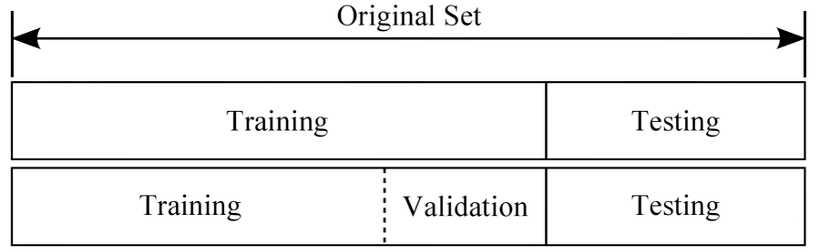 Original Set
Training Testing
Training Validation Testing